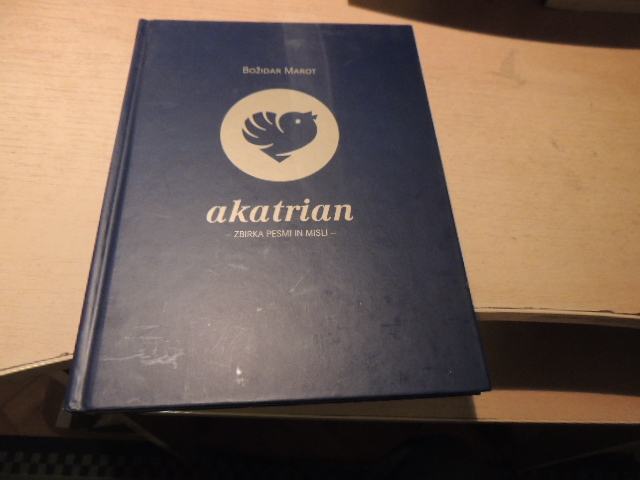 BOŽIDAR MAROT
akatrian
– ZBIRKA PESMI IN MISLI –